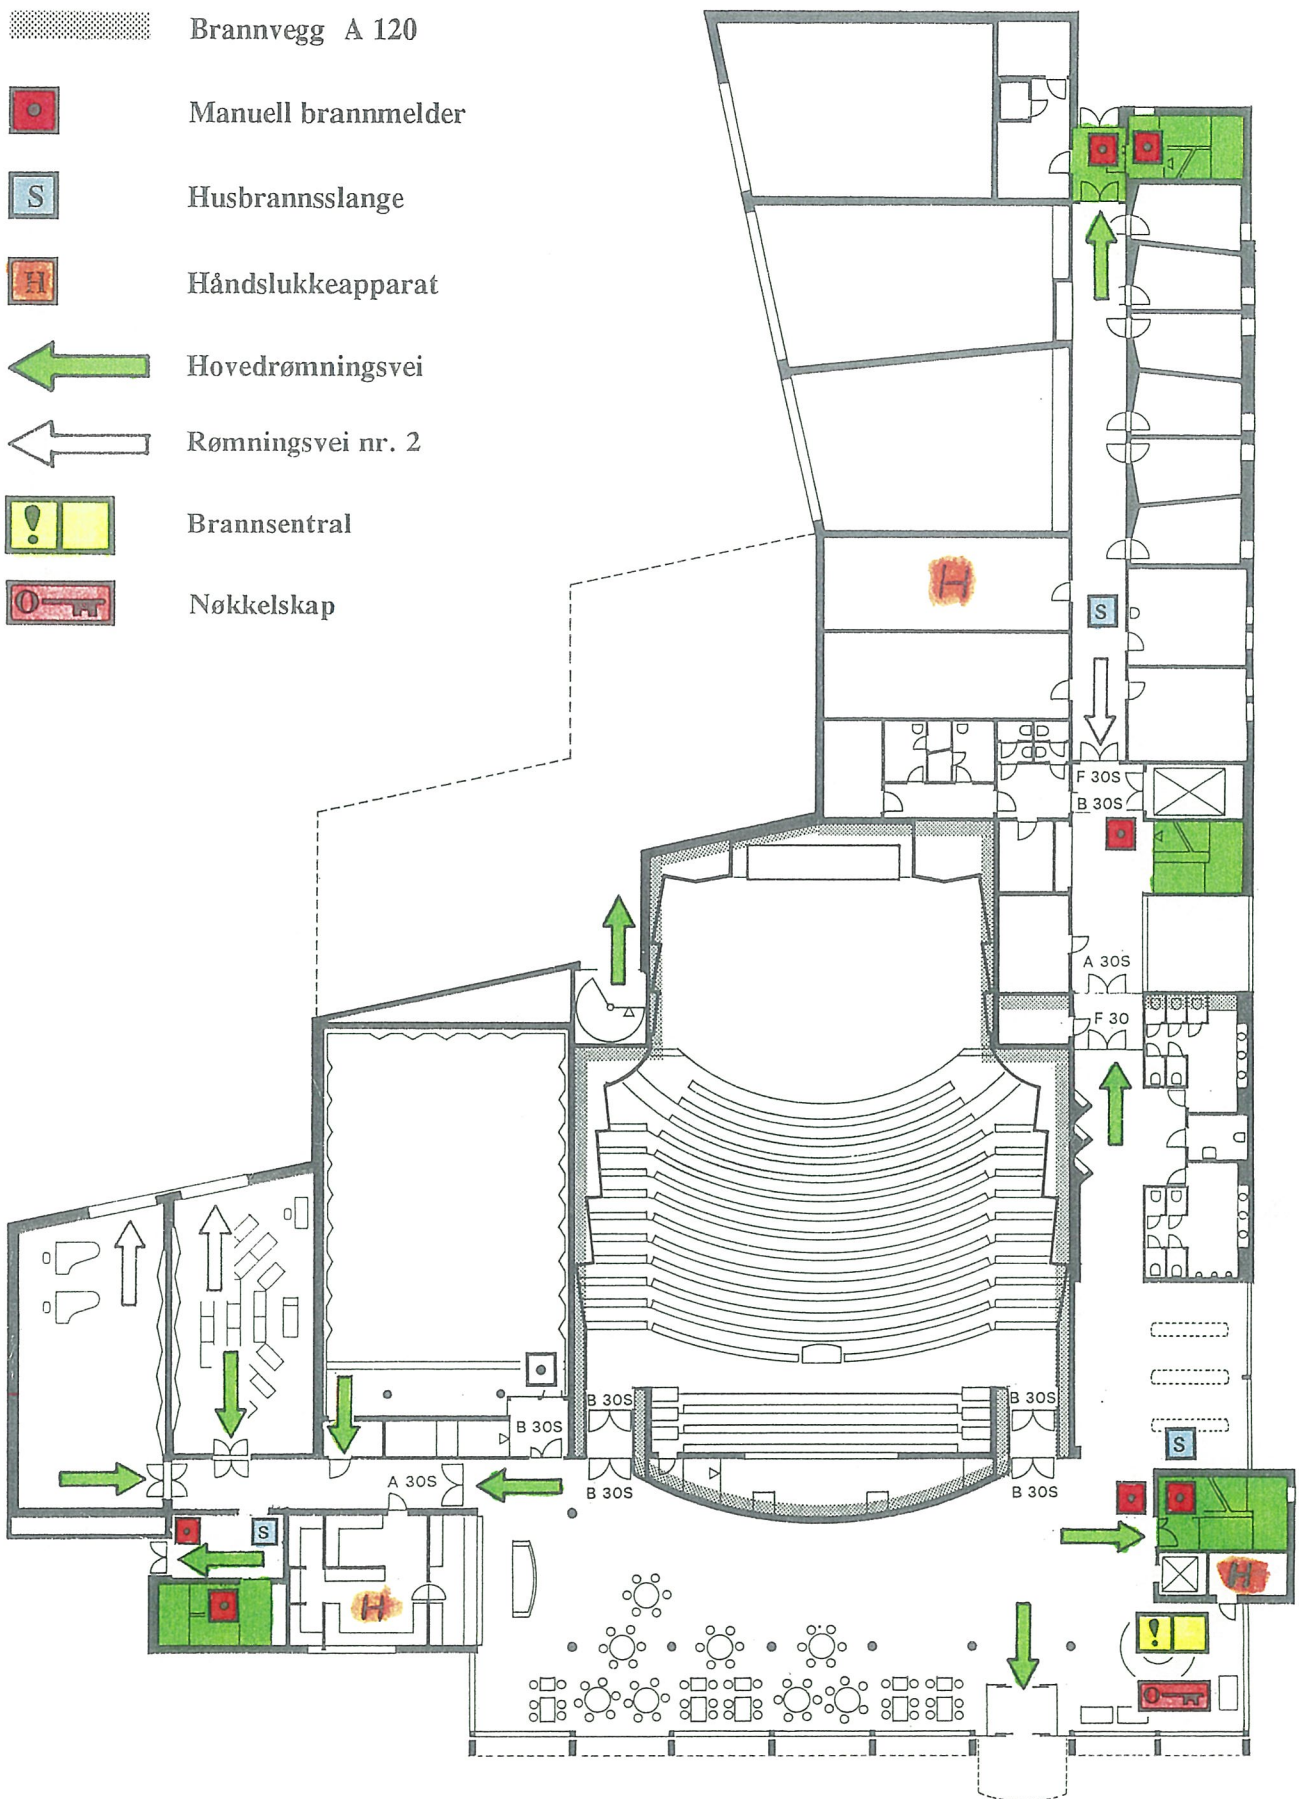 Brannvegg A 120
Manuell brannmelder
S Husbrannsslange
H Håndslukkeapparat
Hovedrømningsvei
Rømningsvei nr. 2
! Brannsentral
Nøkkelskap
H
S
F 30S
B 30S
A 30S
F 30
B 30S
B 30S
B 30S
A 30S
B 30S
B 30S
S
S
H
H
!